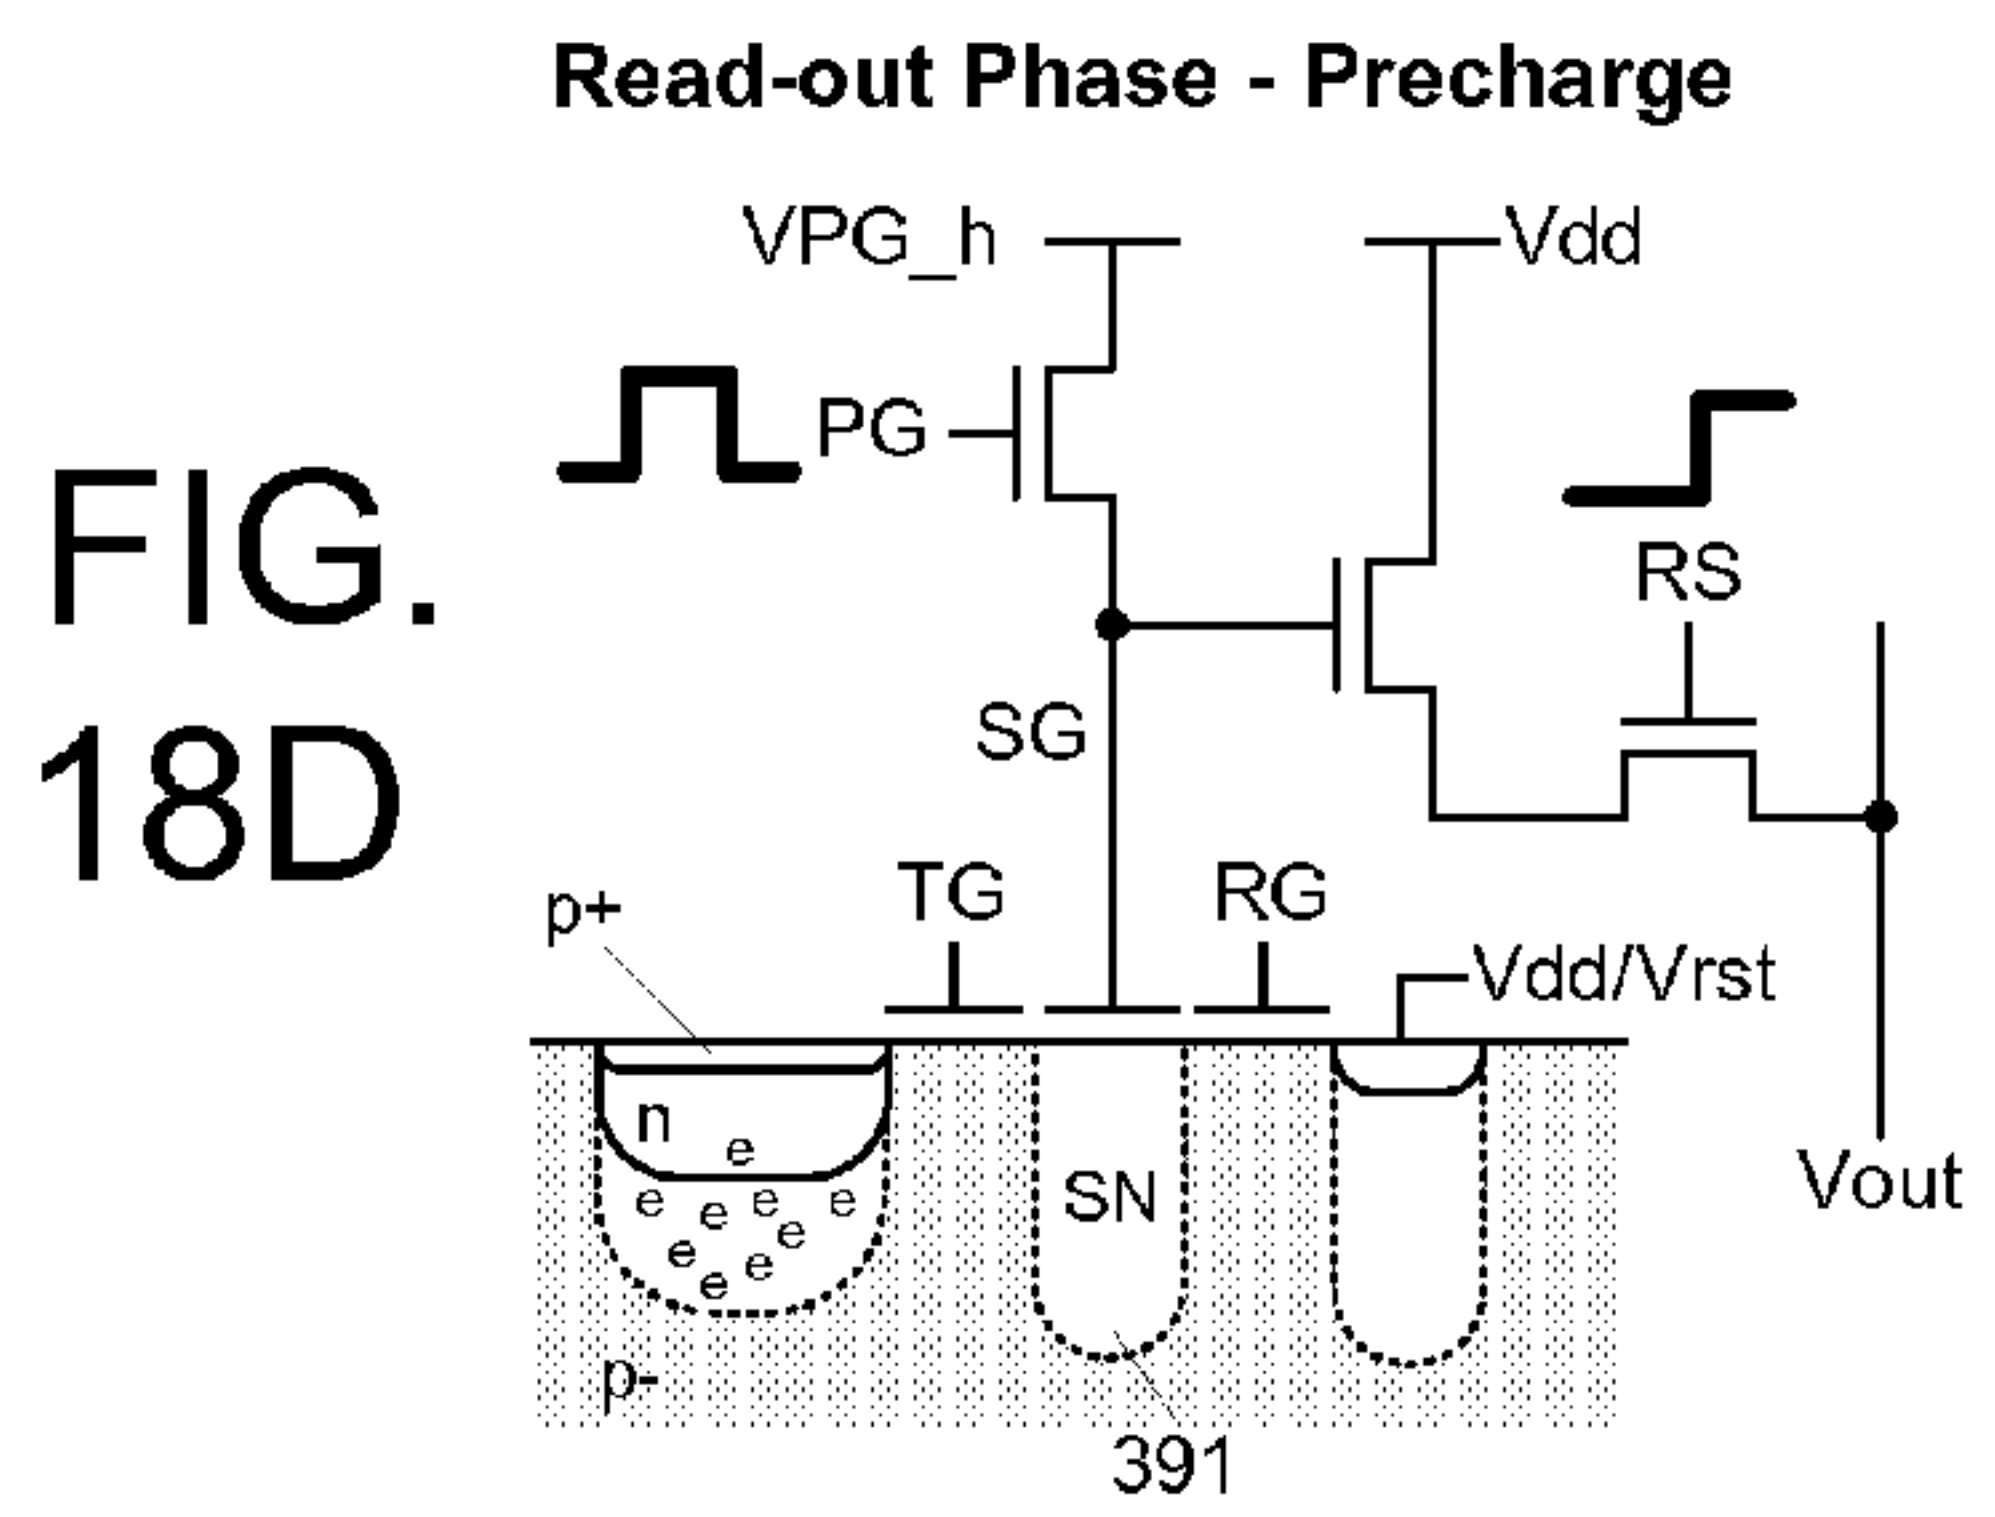 Read-out Phase - Precharge
VPG_h
Vdd
PG
FIG.
18D
RS
SG
TG
RG
p+
Vdd/Vrst
n
e
e e e e
e e
e e
SN
Vout
p-
391